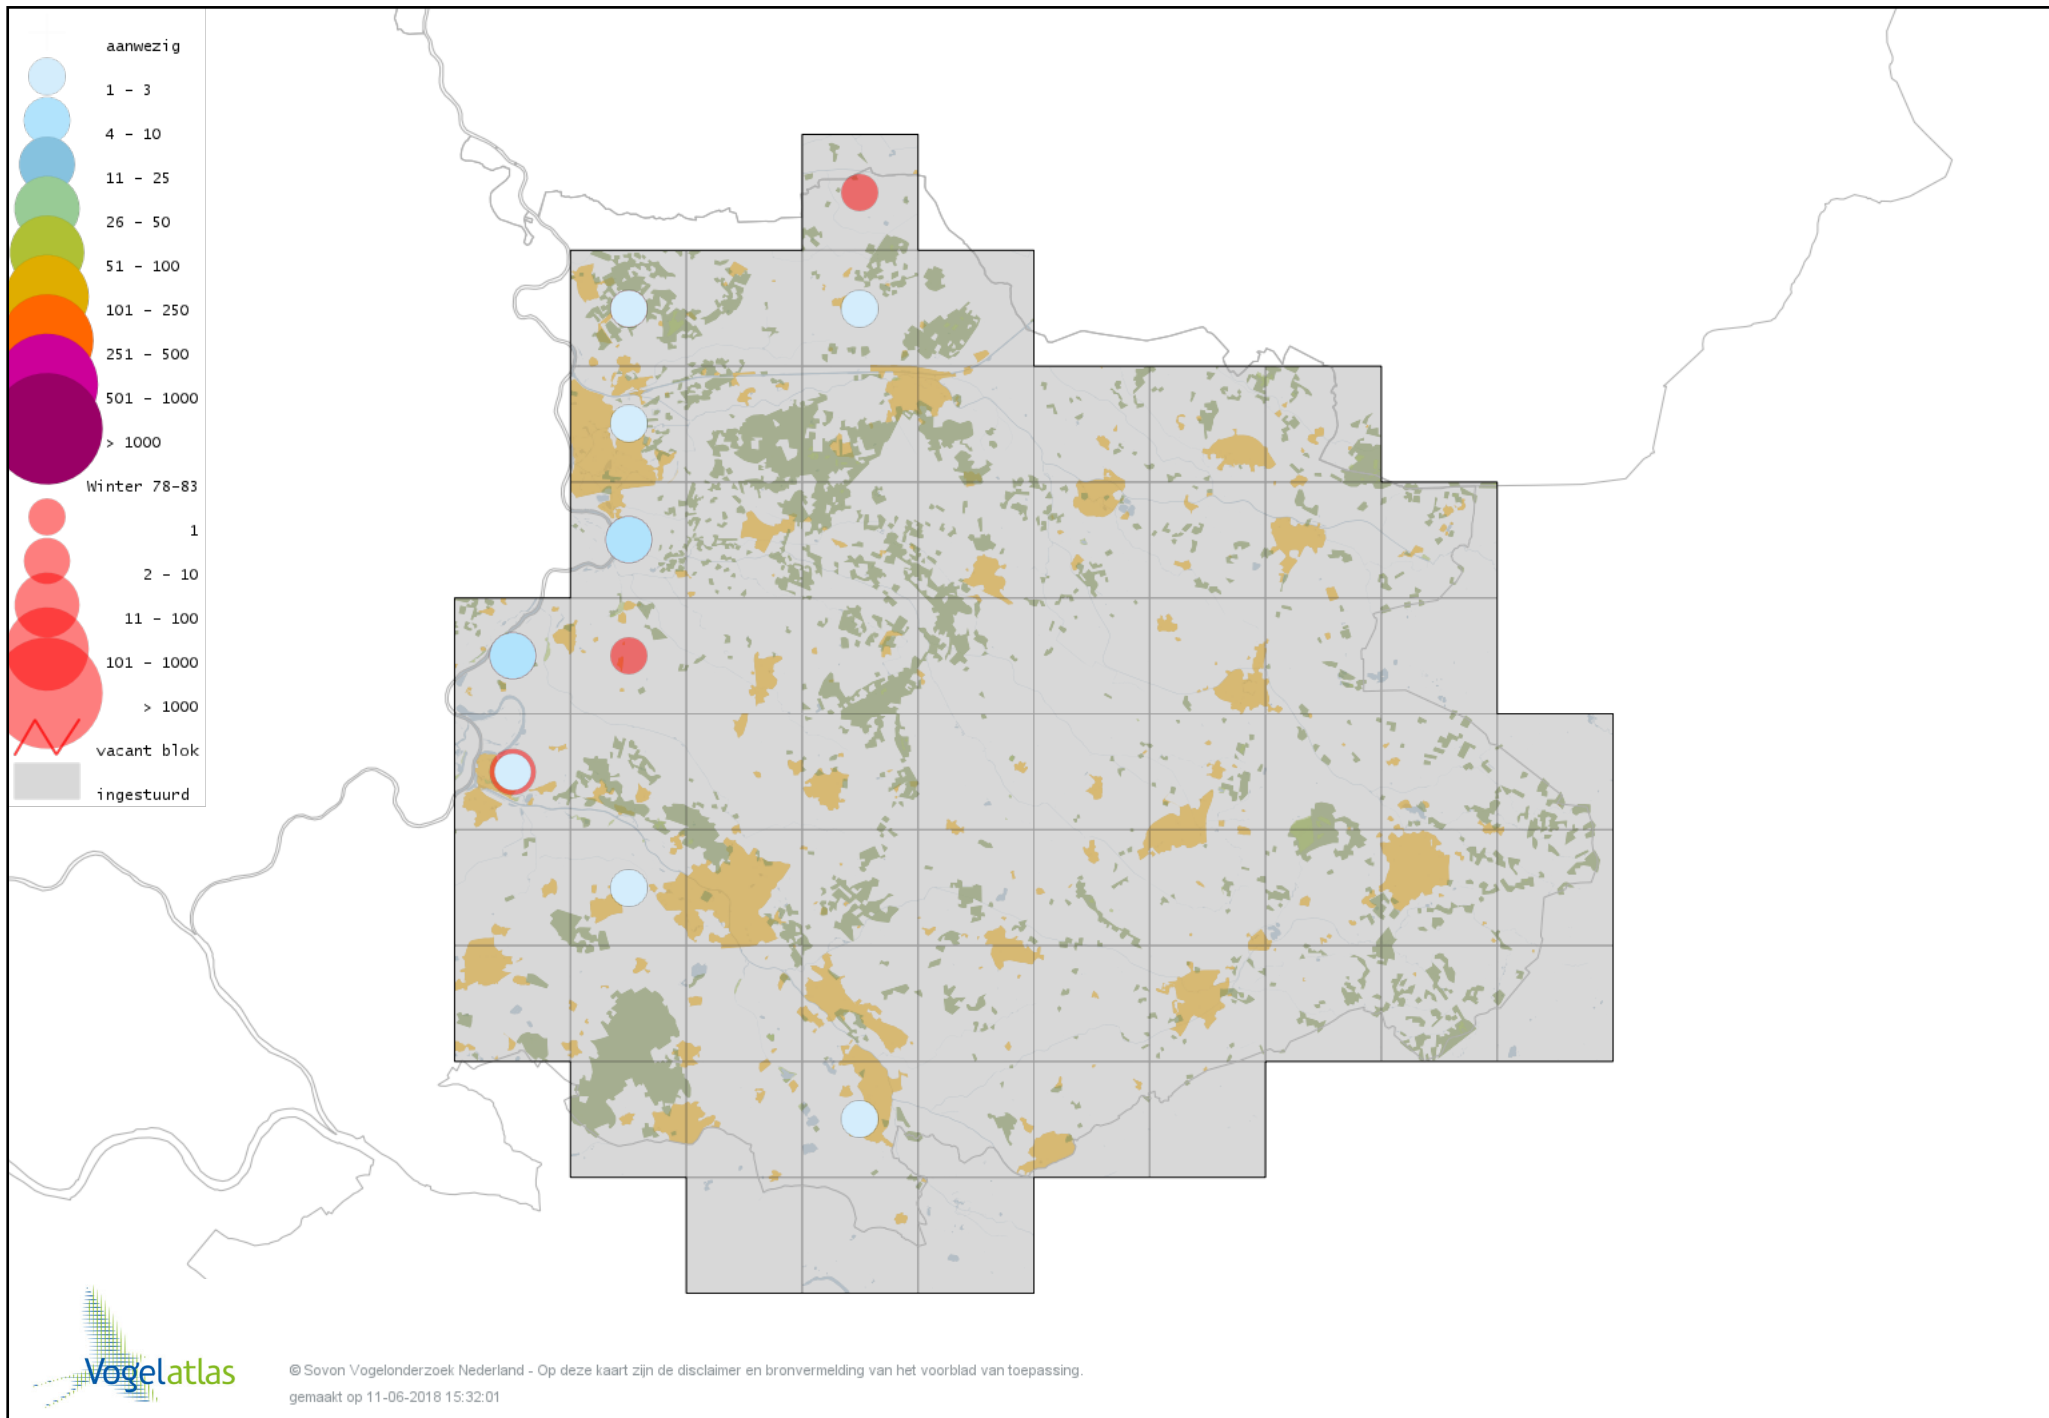 aanwezig
1 - 3
4 - 10
11 - 25
26 - 50
51 - 100
101 - 250
251 - 500
501 - 1000
> 1000
Winter 78-83
1
2 - 10
11 - 100
101 - 1000
> 1000
vacant blok
ingestuurd
Vogelatlas
© Sovon Vogelonderzoek Nederland - Op deze kaart zijn de disclaimer en bronvermelding van het voorblad van toepassing.
gemaakt op 11-06-2018 15:32:01